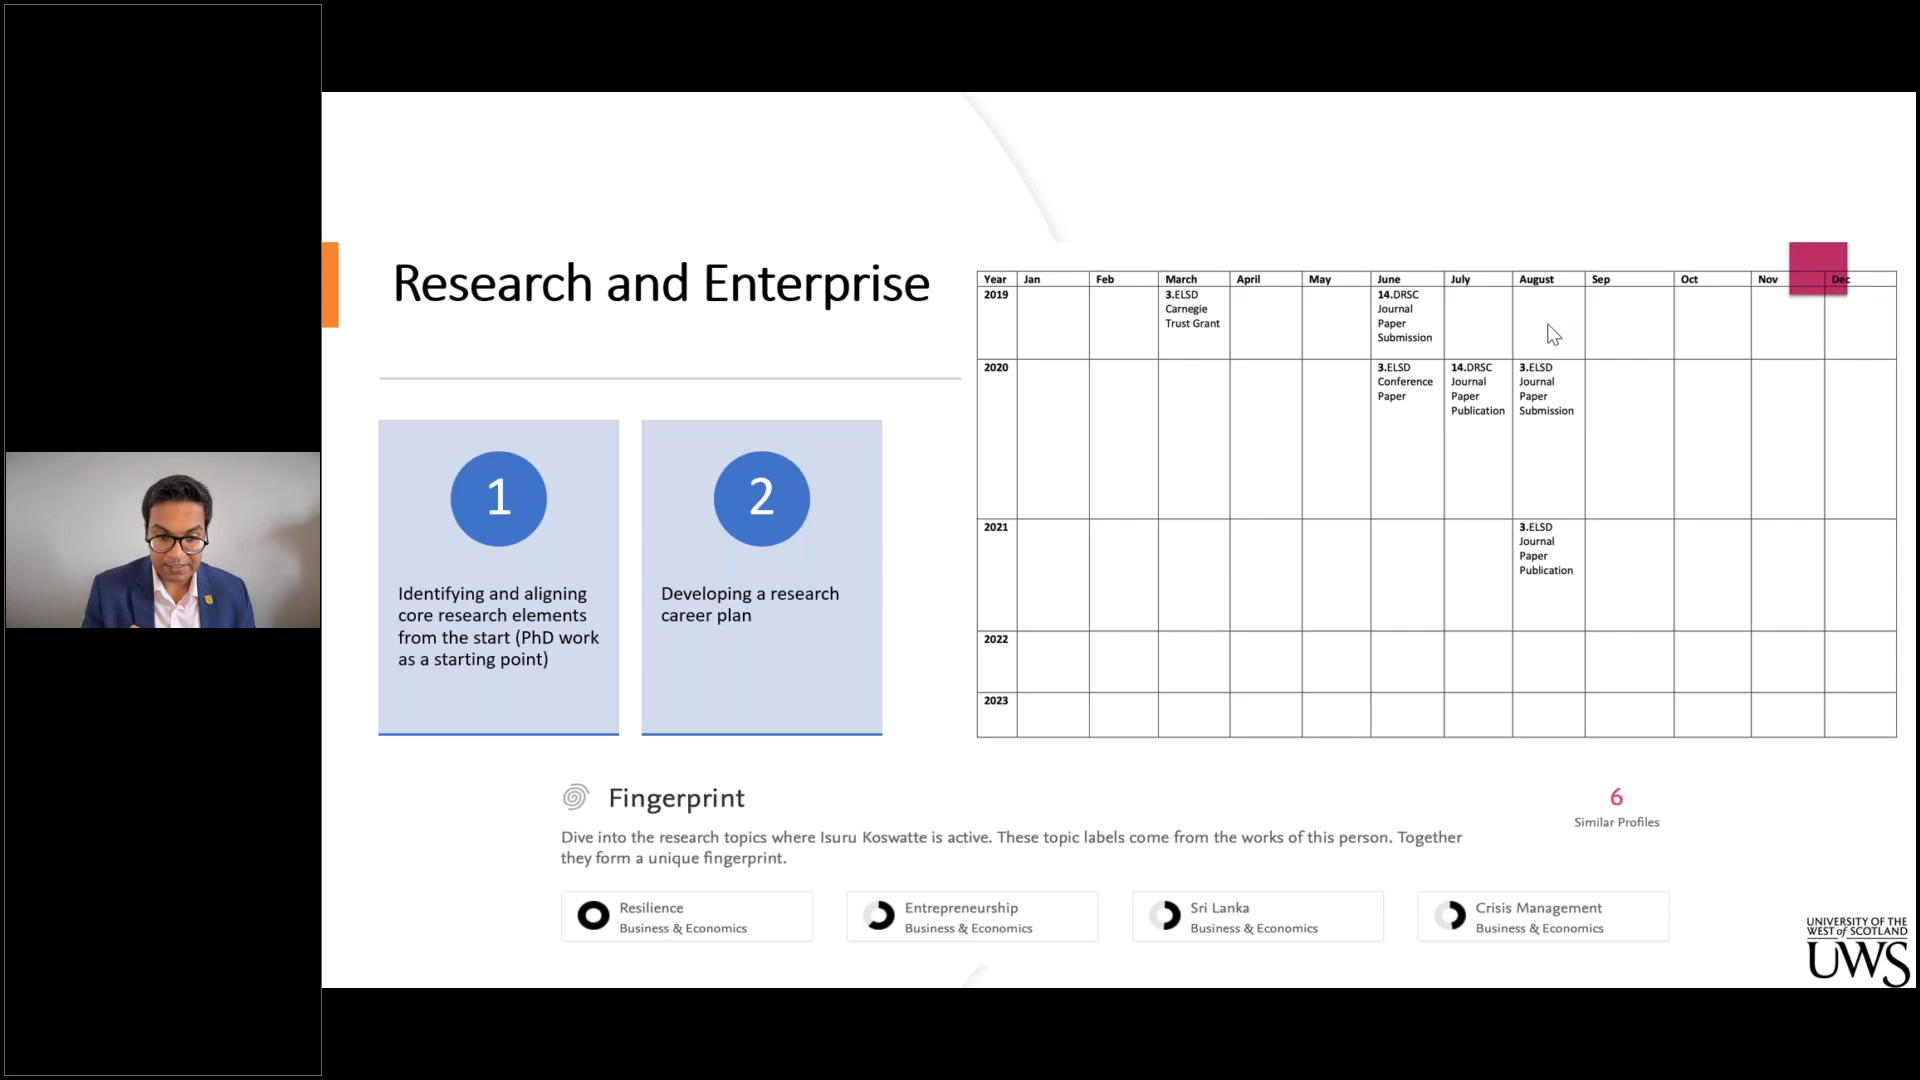 Research and Enterprise
1
Identifying and aligning
core research elements
from the start (PhD work
as a starting point)
2
Developing a research
career plan
Year Jan Feb March April May June July August Sep Oct Nov Dec
2019
3.ELSD
Carnegie
Trust Grant
14.DRSC
Journal
Paper
Submission
2020
3.ELSD
Conference
Paper
14.DRSC
Journal
Paper
Publication
3.ELSD
Journal
Paper
Submission
2021
3.ELSD
Journal
Paper
Publication
2022
2023
Fingerprint
Dive into the research topics where Isuru Koswatte is active. These topic labels come from the works of this person. Together
they form a unique fingerprint.
6
Similar Profiles
Resilience
Business & Economics
Entrepreneurship
Business & Economics
Sri Lanka
Business & Economics
Crisis Management
Business & Economics
UNIVERSITY OF THE
WEST of SCOTLAND
UWS